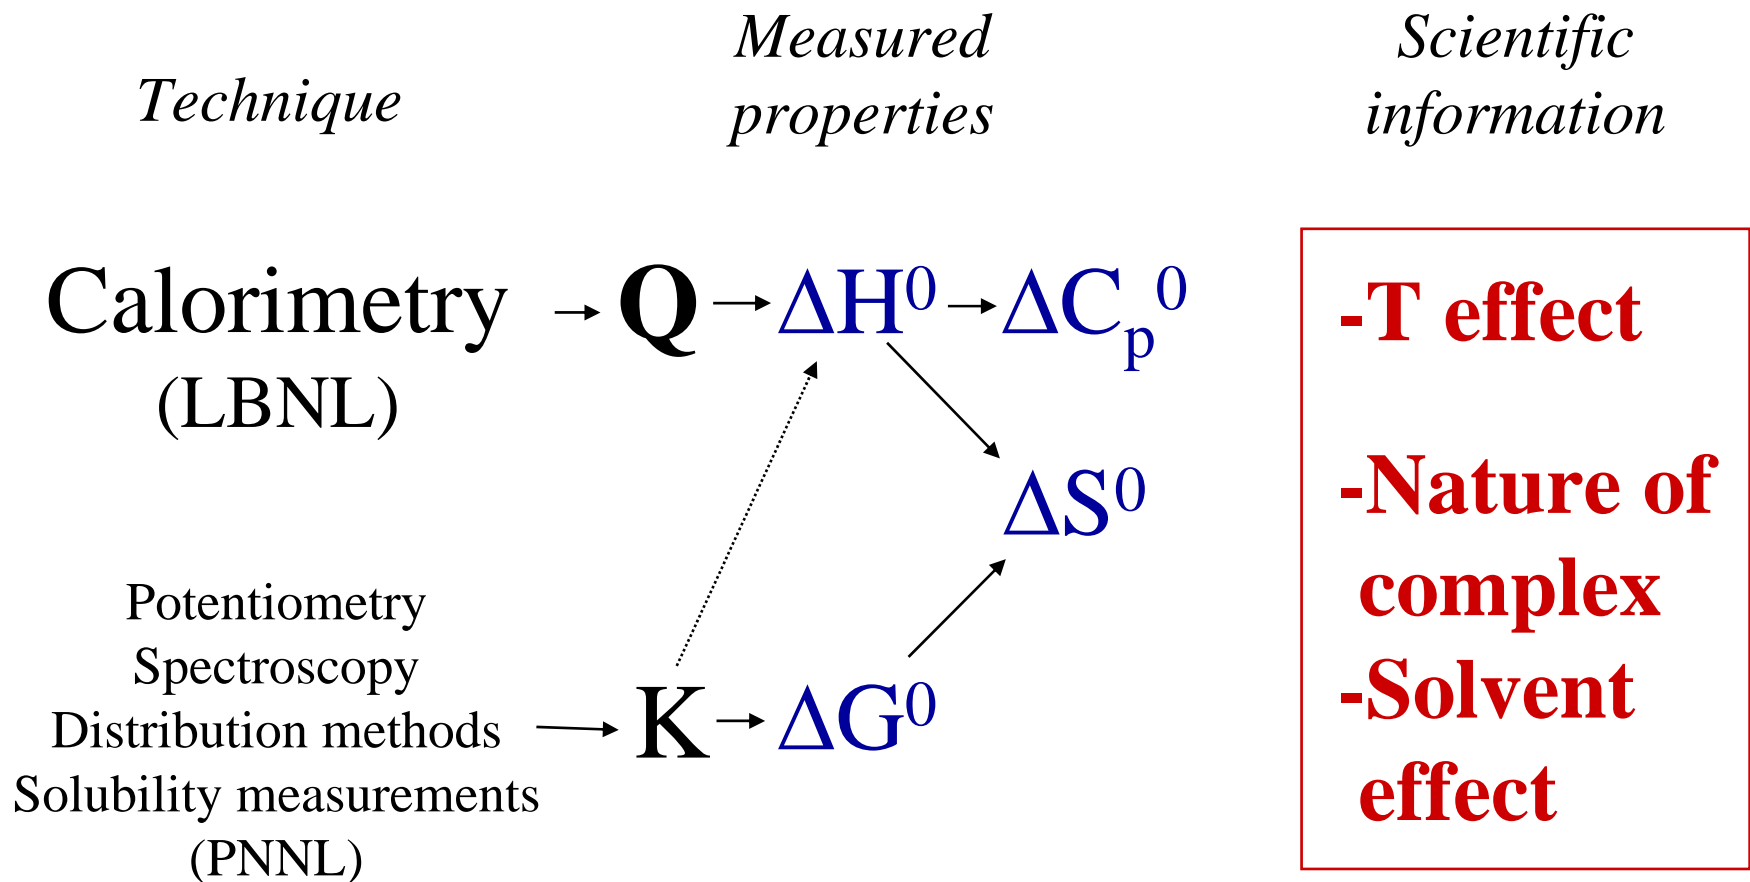 Technique
Measured
properties
Scientific
information
Calorimetry
(LBNL)
Q
ΔH⁰
ΔCₚ⁰
ΔS⁰
Potentiometry
Spectroscopy
Distribution methods
Solubility measurements
(PNNL)
K
ΔG⁰
-T effect
-Nature of
complex
-Solvent
effect